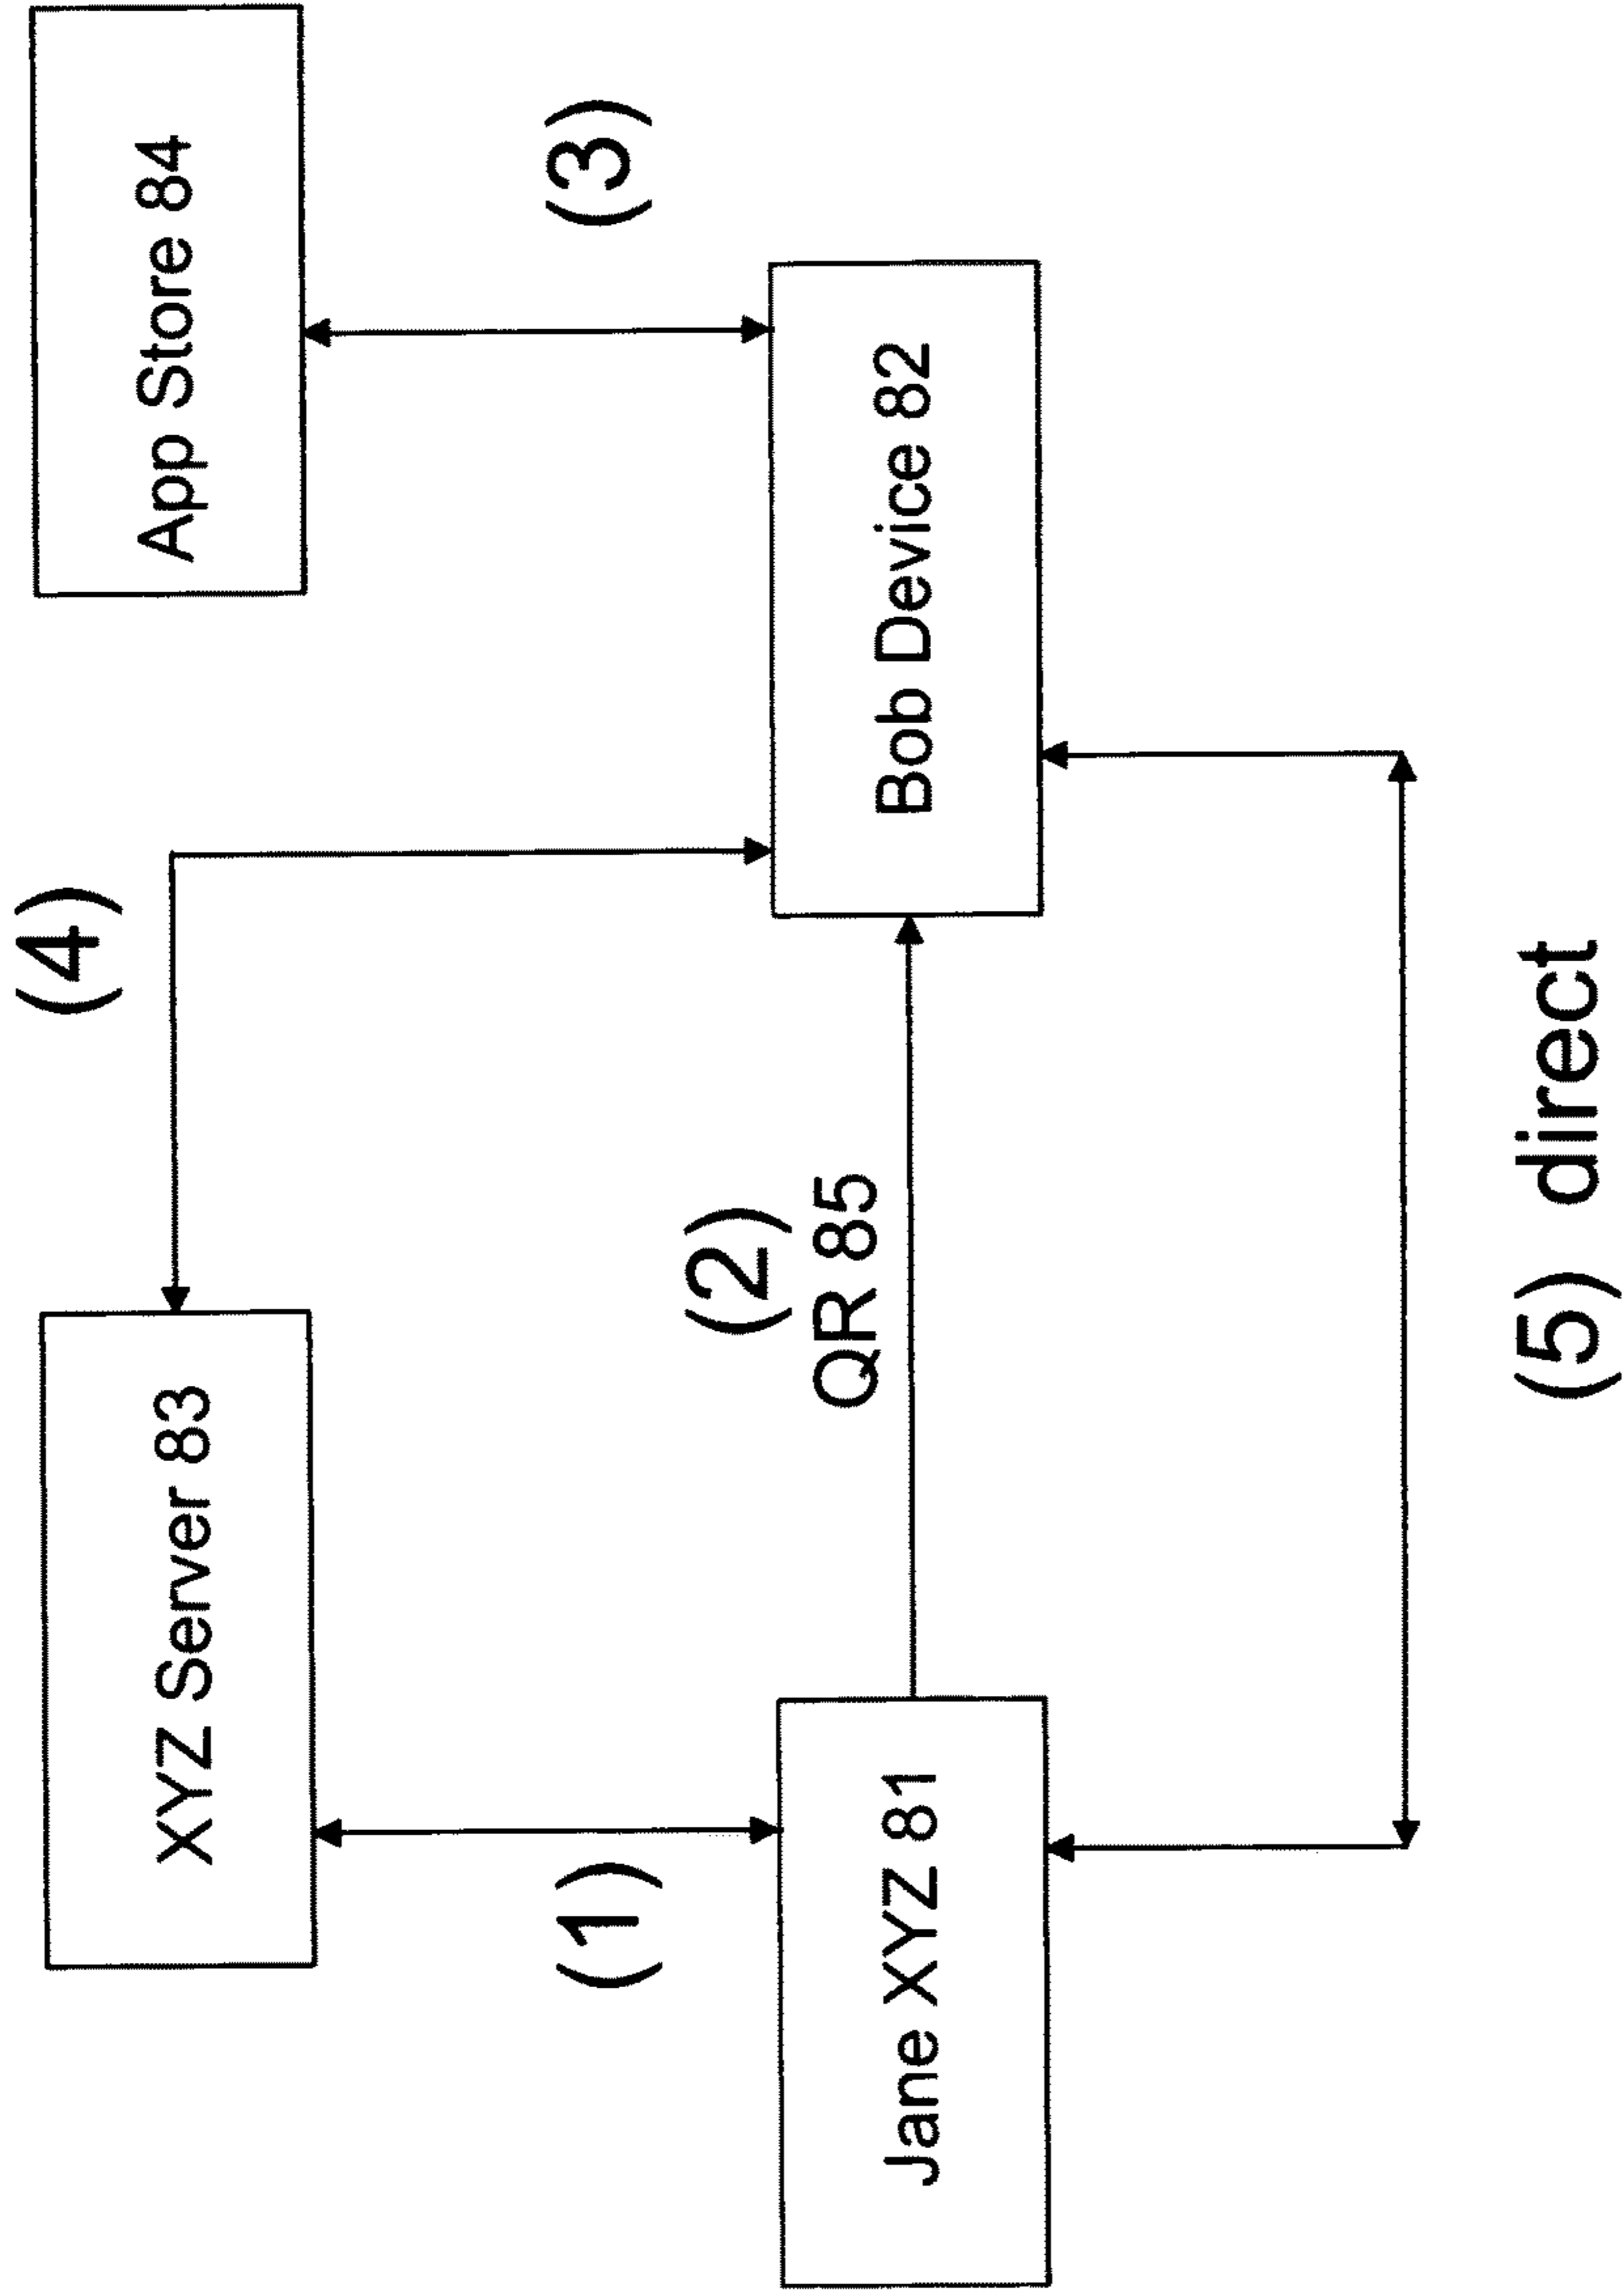 (4)
XYZ Server 83
App Store 84
(1)
(3)
(2)
QR 85
Jane XYZ 81
Bob Device 82
(5) direct